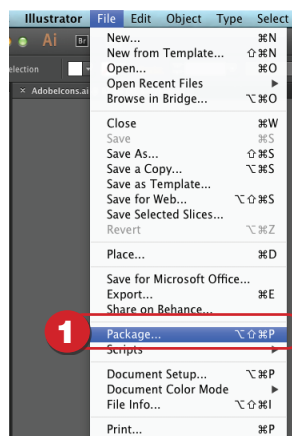 Illustrator File Edit Object Type Select
Ai Br
New... ⌘N
New from Template... ⇧⌘N
election
Open... ⌘O
Open Recent Files ▶
× AdobeIcons.ai
Browse in Bridge... ⌥⌘O
Close ⌘W
Save ⌘S
Save As... ⇧⌘S
Save a Copy... ⌥⌘S
Save as Template...
Save for Web... ⌥⇧⌘S
Save Selected Slices...
Revert ⌥⌘Z
Place... ⌘D
Save for Microsoft Office...
Export... ⌘E
Share on Behance...
1 Package... ⌥⇧⌘P
Scripts ▶
Document Setup... ⌥⌘P
Document Color Mode ▶
File Info... ⌥⇧⌘I
Print... ⌘P